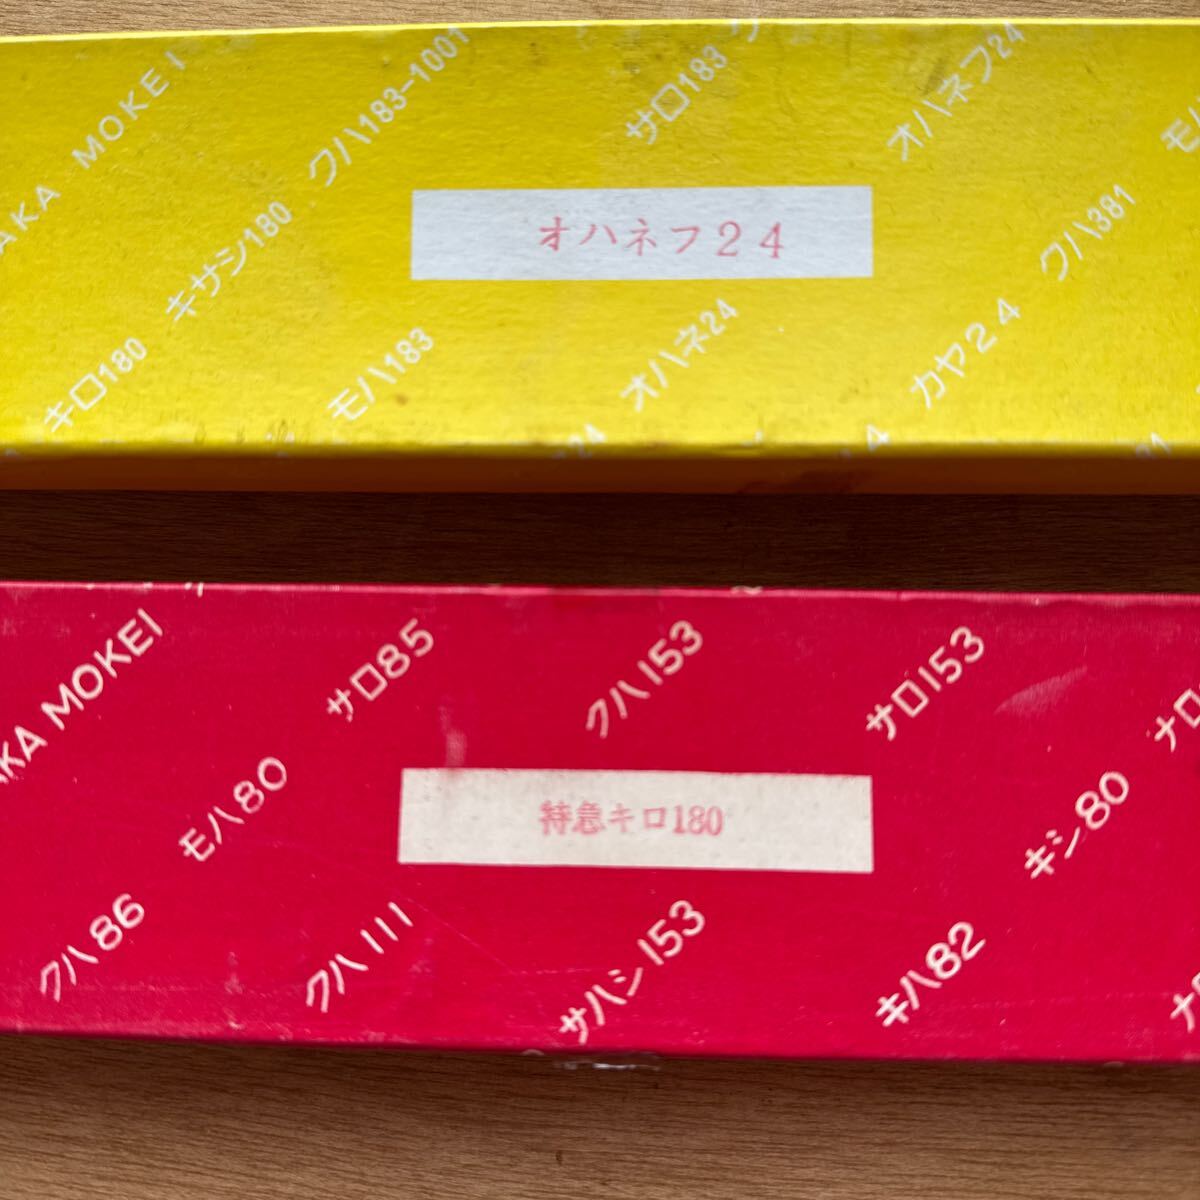 AKA MOKEI
クハ183-1001
サロ183
オハネフ24
キサシ180
オハネフ24
クハ381
キロ180
モハ183
オハネ24
カヤ24
AKA MOKEI
サロ85
クハ153
サロ153
モハ80
特急キロ180
キシ80
クハ86
クハ111
サハシ153
キハ82